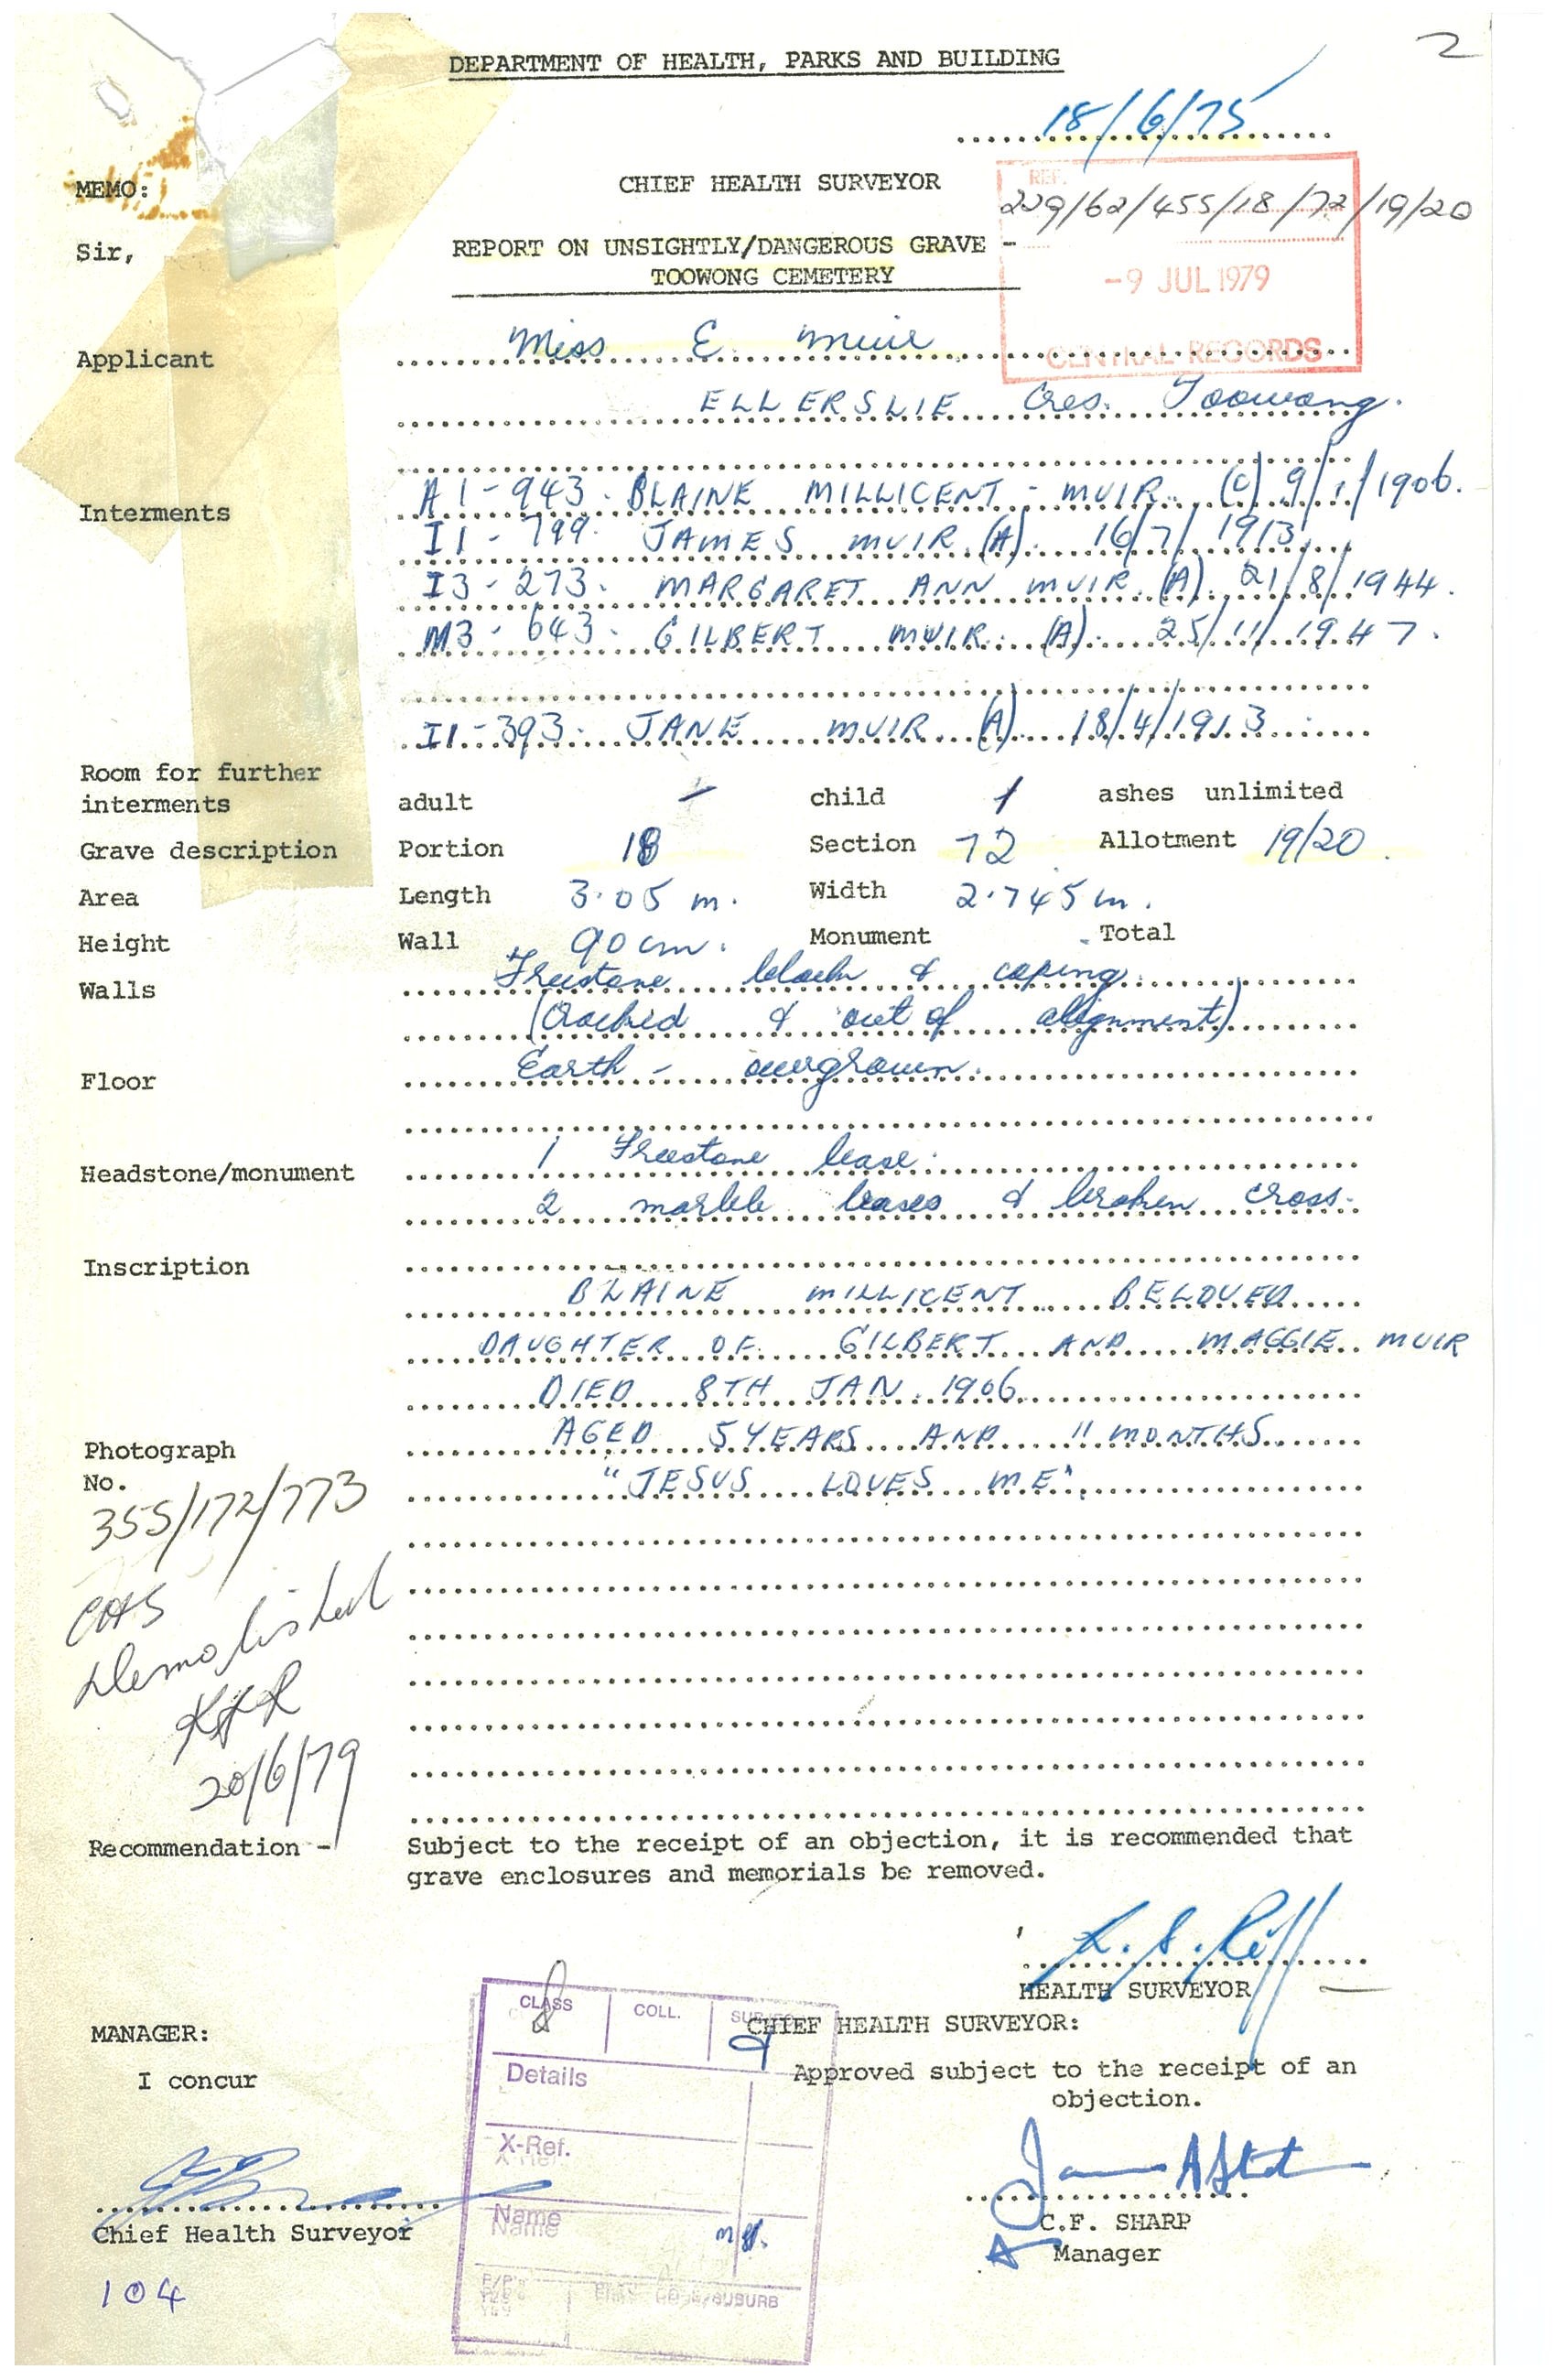 2
DEPARTMENT OF HEALTH, PARKS AND BUILDING
18/6/75
MEMO: CHIEF HEALTH SURVEYOR
REF.
209/62/455/18/72/19/20
Sir, REPORT ON UNSIGHTLY/DANGEROUS GRAVE -
TOOWONG CEMETERY
-9 JUL 1979
CENTRAL RECORDS
Applicant Miss E. Muir
ELLERSLIE Cres. Toowong.
Interments A1-943. BLAINE MILLICENT - MUIR. (C) 9/1/1906.
I1-799. JAMES MUIR (A). 16/7/1913
I3-273. MARGARET ANN MUIR (A). 21/8/1944.
M3-643. GILBERT MUIR. (A). 25/11/1947.
I1-393. JANE MUIR (A) 18/4/1913
Room for further
interments adult - child 1 ashes unlimited
Grave description Portion 18 Section 72 Allotment 19/20.
Area Length 3.05 m. Width 2.745 m.
Height Wall 90 cm. Monument Total
Walls Freestone block & coping.
(Cracked & out of alignment)
Floor Earth - overgrown.
Headstone/monument 1 Freestone base.
2 marble bases & broken cross.
Inscription
BLAINE MILLICENT BELOVED
DAUGHTER OF GILBERT AND MAGGIE MUIR
DIED 8TH JAN. 1906
AGED 5 YEARS AND 11 MONTHS
"JESUS LOVES ME".
Photograph
No.
355/172/773
CHS
Demolished
20/6/79
Recommendation - Subject to the receipt of an objection, it is recommended that
grave enclosures and memorials be removed.
HEALTH SURVEYOR
CLASS COLL. SUBJECT
MANAGER: CHIEF HEALTH SURVEYOR:
Details
I concur Approved subject to the receipt of an
objection.
X-Ref.
Name
Chief Health Surveyor C.F. SHARP
Manager
104
SUBURB